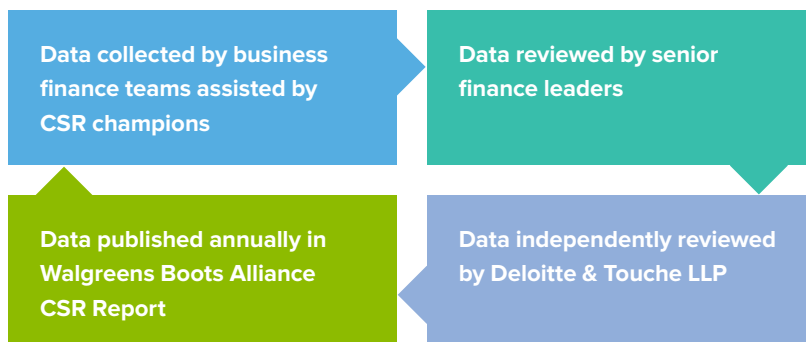 Data collected by business
finance teams assisted by
CSR champions
Data reviewed by senior
finance leaders
Data published annually in
Walgreens Boots Alliance
CSR Report
Data independently reviewed
by Deloitte & Touche LLP